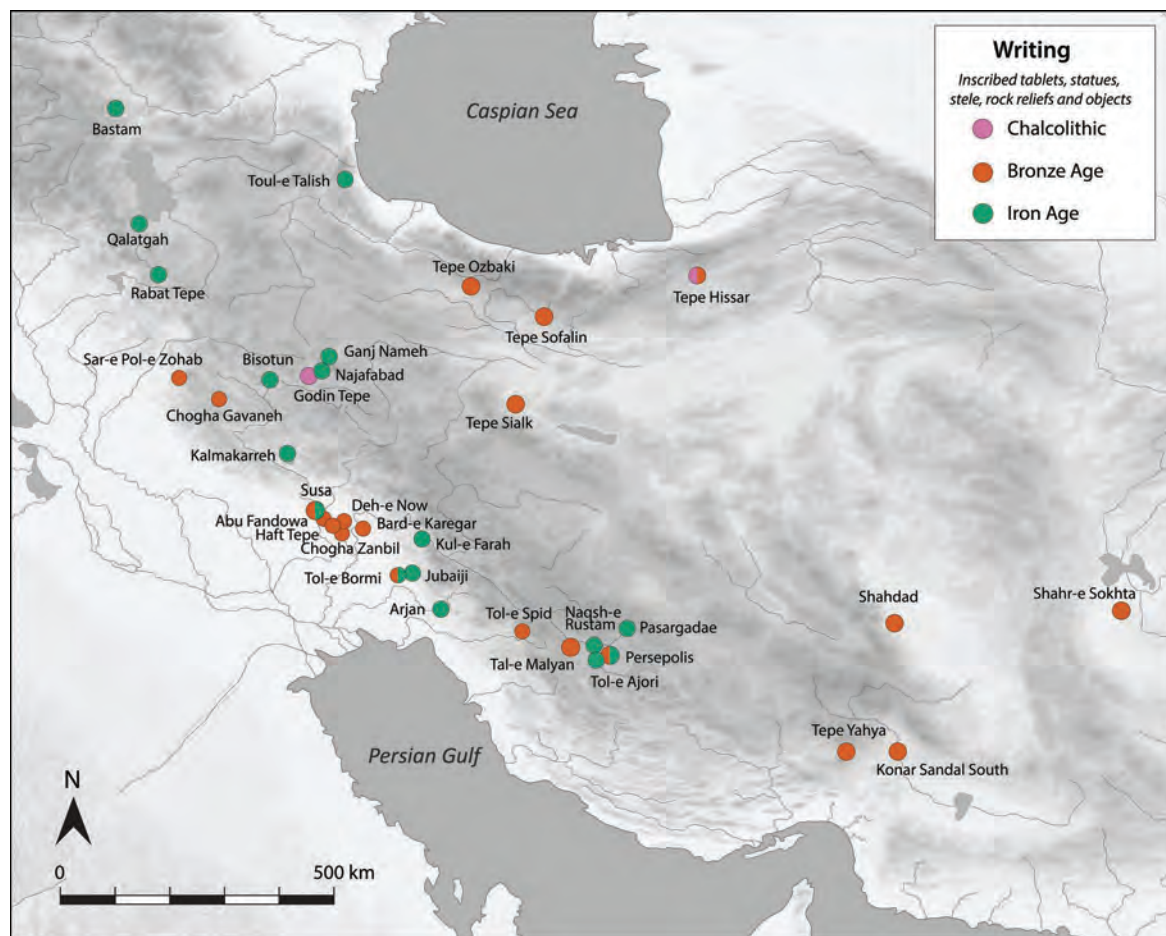 Writing
Inscribed tablets, statues,
stele, rock reliefs and objects
Chalcolithic
Bronze Age
Iron Age
Caspian Sea
Bastam
Toul-e Talish
Qalatgah
Rabat Tepe
Tepe Ozbaki
Tepe Hissar
Tepe Sofalin
Sar-e Pol-e Zohab
Bisotun
Ganj Nameh
Najafabad
Godin Tepe
Chogha Gavaneh
Tepe Sialk
Kalmakarreh
Susa
Deh-e Now
Abu Fandowa
Bard-e Karegar
Haft Tepe
Chogha Zanbil
Kul-e Farah
Tol-e Bormi
Jubaiji
Arjan
Tol-e Spid
Naqsh-e
Rustam
Pasargadae
Tal-e Malyan
Persepolis
Tol-e Ajori
Shahdad
Shahr-e Sokhta
Tepe Yahya
Konar Sandal South
Persian Gulf
N
0
500 km